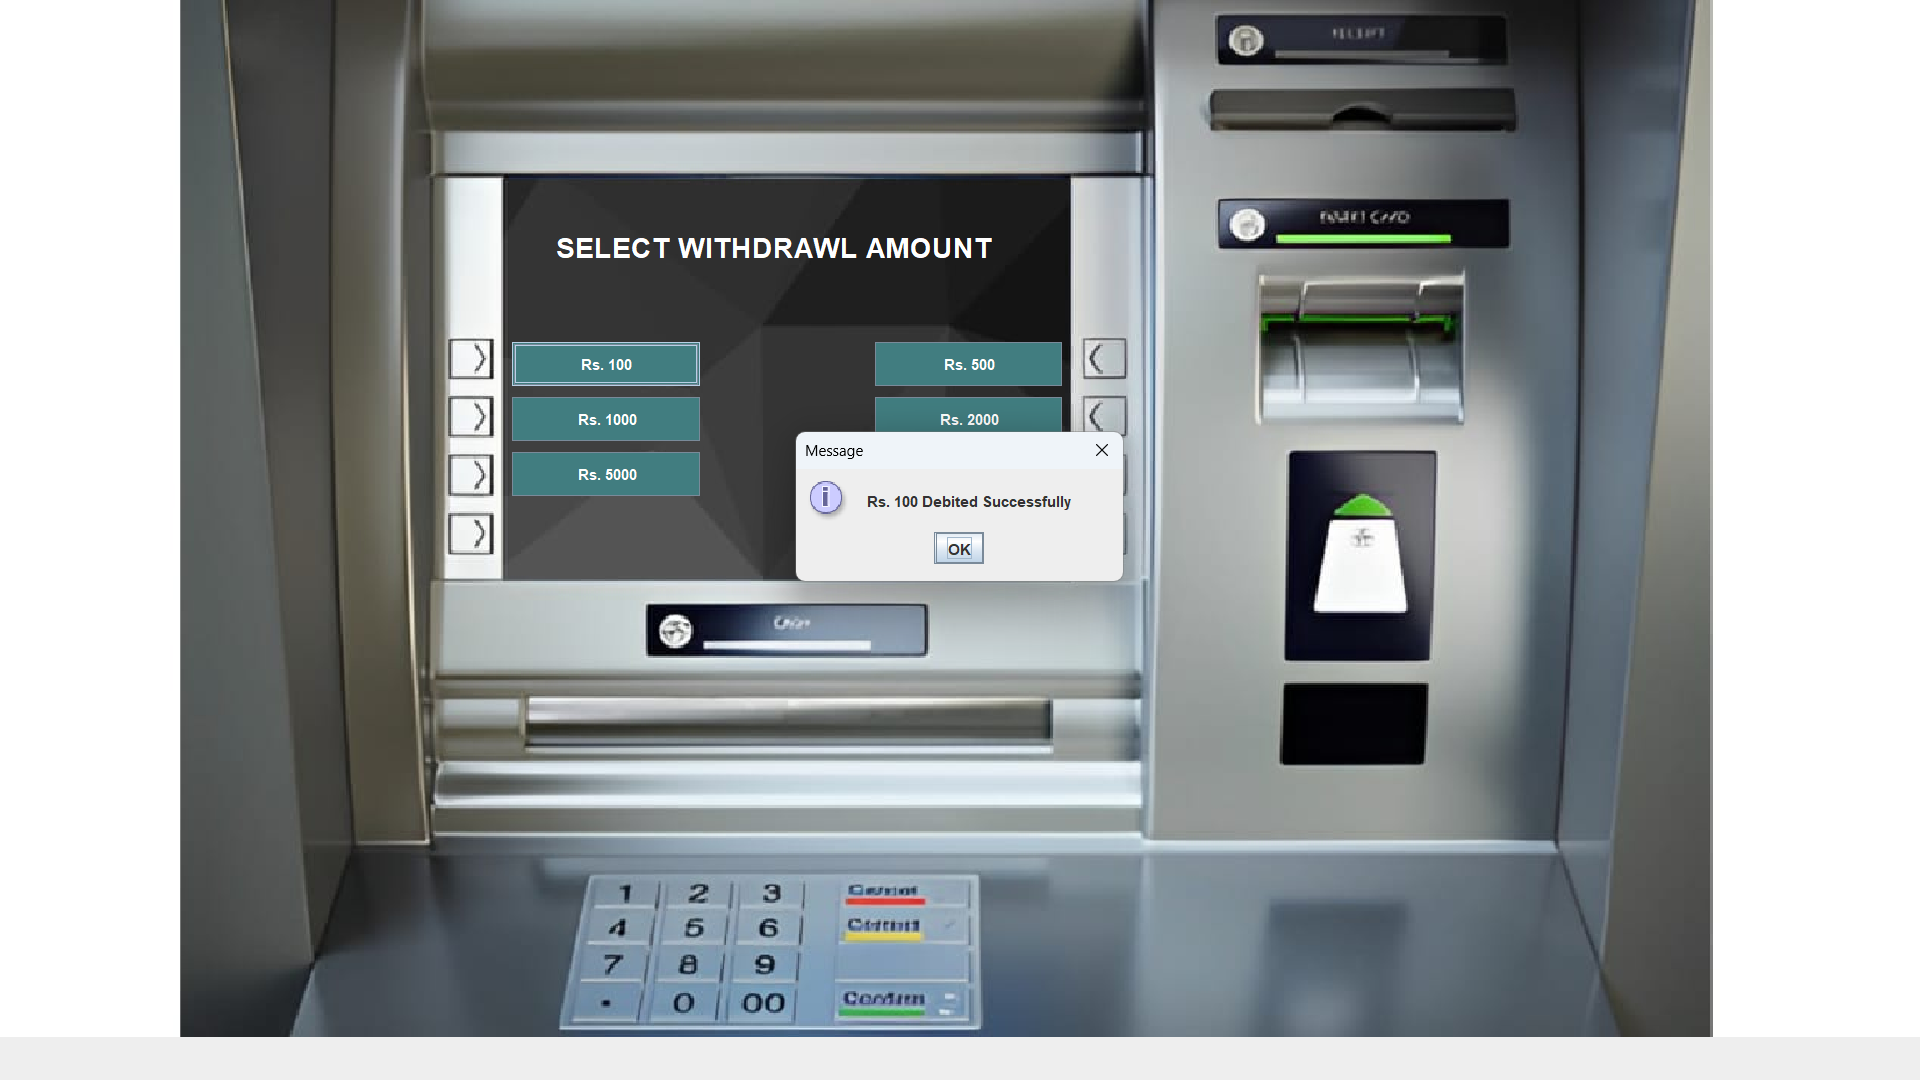 SELECT WITHDRAWL AMOUNT
Rs. 100
Rs. 500
Rs. 1000
Rs. 2000
Rs. 5000
Message
Rs. 100 Debited Successfully
OK
1 2 3
4 5 6
7 8 9
. 0 00